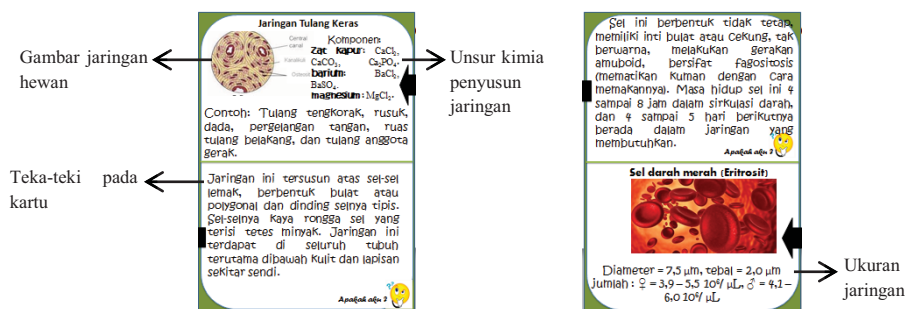 Gambar jaringan
hewan
Teka-teki pada
kartu
Jaringan Tulang Keras
Central
canal
Kanalikuli
Osteosit
Komponen:
Zat kapur: CaCl₂,
CaCO₃, Ca₂PO₄.
barium: BaCl₂,
BaSO₄.
magnesium: MgCl₂.
Contoh: Tulang tengkorak, rusuk,
dada, pergelangan tangan, ruas
tulang belakang, dan tulang anggota
gerak.
Jaringan ini tersusun atas sel-sel
lemak, berbentuk bulat atau
polygonal dan dinding selnya tipis.
Sel-selnya kaya rongga sel yang
terisi tetes minyak. Jaringan ini
terdapat di seluruh tubuh
terutama dibawah kulit dan lapisan
sekitar sendi.
Apakah aku ?
Unsur kimia
penyusun
jaringan
Sel ini berbentuk tidak tetap,
memiliki inti bulat atau cekung, tak
berwarna, melakukan gerakan
amuboid, bersifat fagositosis
(mematikan kuman dengan cara
memakannya). Masa hidup sel ini 4
sampai 8 jam dalam sirkulasi darah,
dan 4 sampai 5 hari berikutnya
berada dalam jaringan yang
membutuhkan.
Apakah aku ?
Sel darah merah (Eritrosit)
Diameter = 7,5 µm, tebal = 2,0 µm
jumlah : ♀ = 3,9 – 5,5 10⁶/ µL, ♂ = 4,1 –
6,0 10⁶/ µL
Ukuran
jaringan